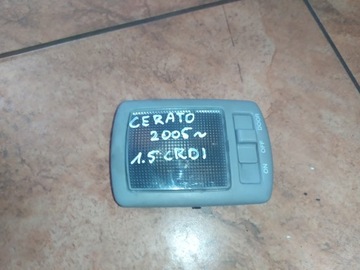 CERATO
2005~
1.5 CRDI
ON OFF DOOR